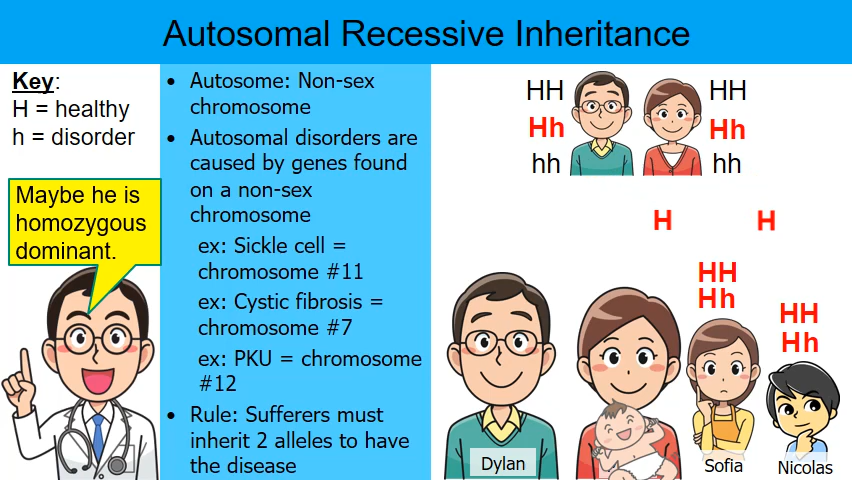 Autosomal Recessive Inheritance
Key:
H = healthy
h = disorder
Maybe he is
homozygous
dominant.
• Autosome: Non-sex
chromosome
• Autosomal disorders are
caused by genes found
on a non-sex
chromosome
ex: Sickle cell =
chromosome #11
ex: Cystic fibrosis =
chromosome #7
ex: PKU = chromosome
#12
• Rule: Sufferers must
inherit 2 alleles to have
the disease
HH HH
Hh Hh
hh hh
H H
HH
Hh
HH
Hh
Dylan
Sofia
Nicolas